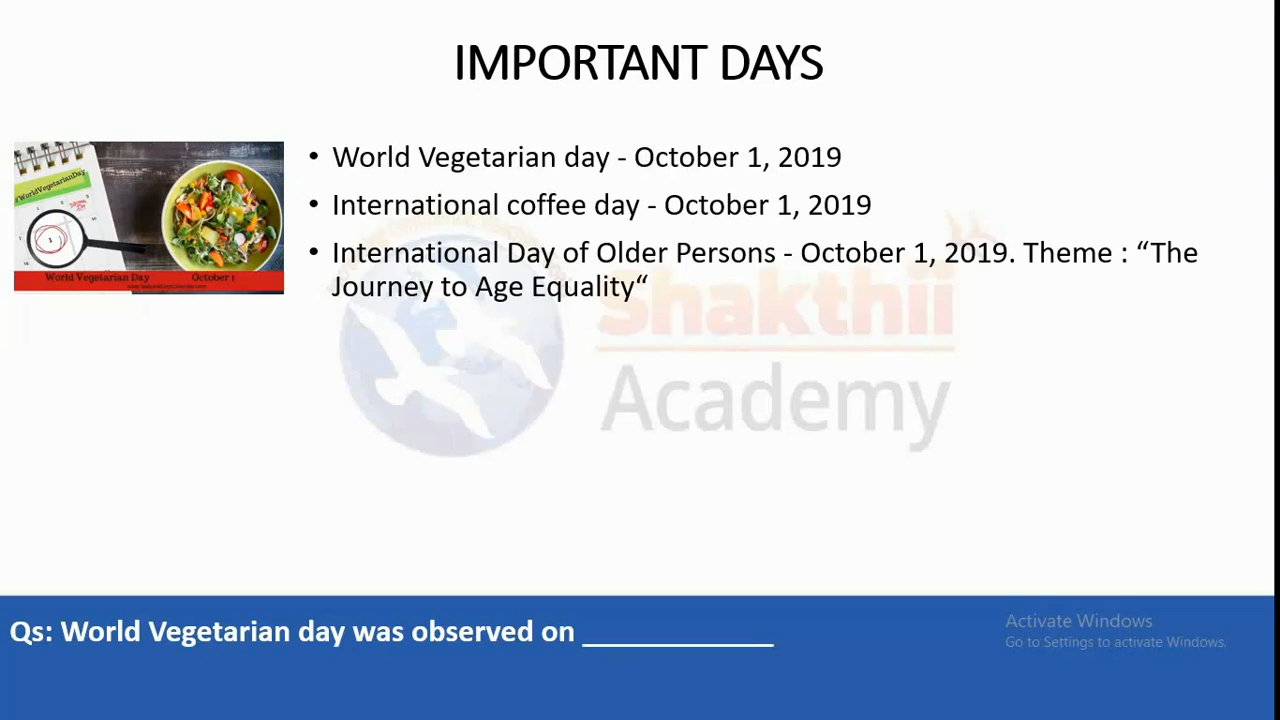 IMPORTANT DAYS
#WorldVegetarianDay
World Vegetarian Day October 1
• World Vegetarian day - October 1, 2019
• International coffee day - October 1, 2019
• International Day of Older Persons - October 1, 2019. Theme : “The
Journey to Age Equality“
Shakthii
Academy
Qs: World Vegetarian day was observed on _____________
Activate Windows
Go to Settings to activate Windows.